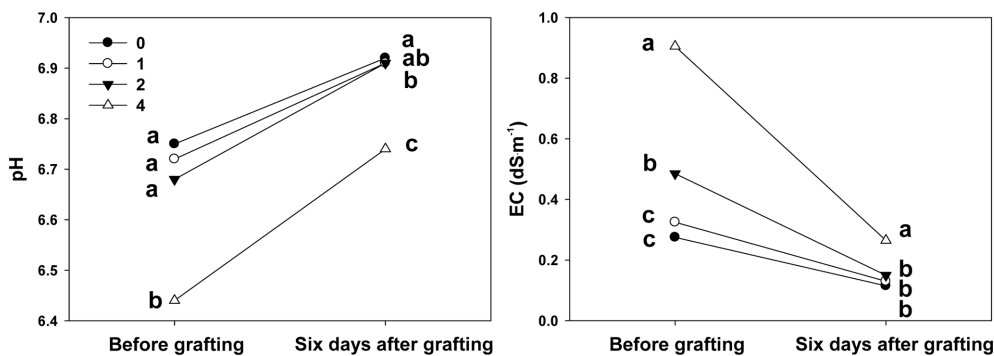 7.0
6.9
6.8
6.7
6.6
6.5
6.4
pH
0
1
2
4
a
a
a
b
a
ab
b
c
Before grafting
Six days after grafting
1.0
0.8
0.6
0.4
0.2
0.0
EC (dS·m⁻¹)
a
b
c
c
a
b
b
b
Before grafting
Six days after grafting